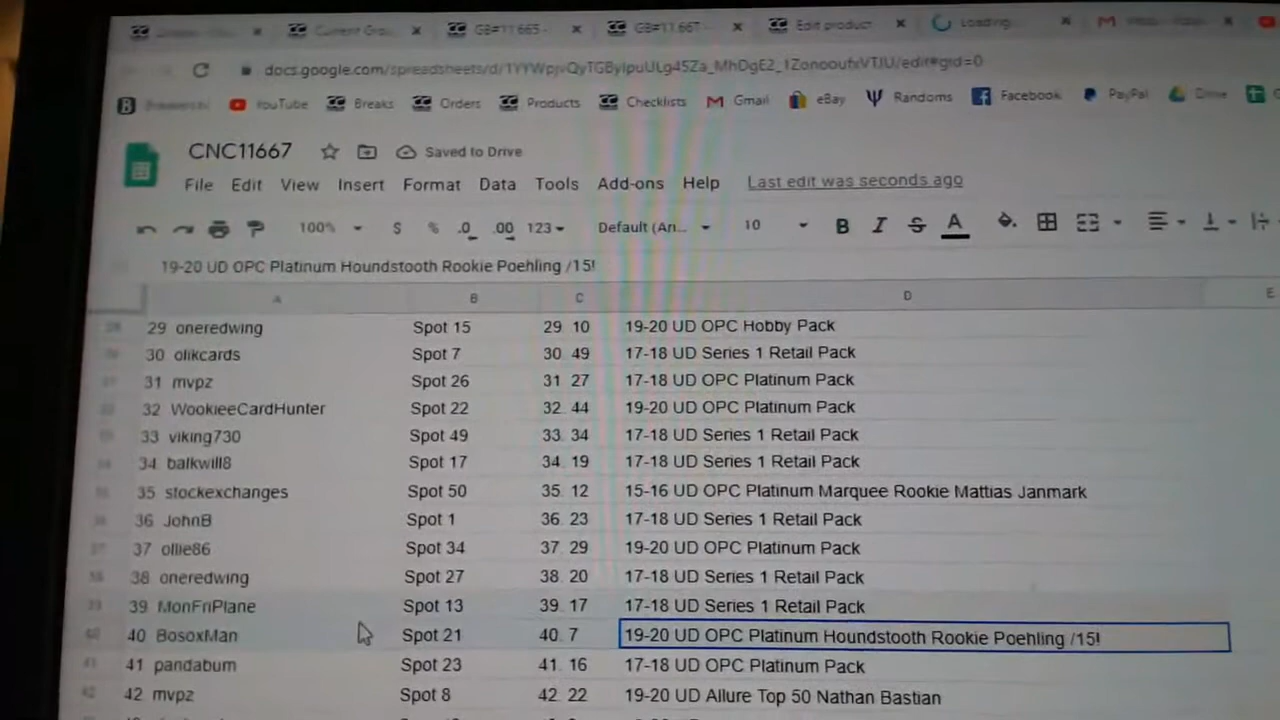 GB=11665
GB=11667
Edit product
Loading
docs.google.com/spreadsheets/d/
YouTube Breaks Orders Products Checklists Gmail eBay Randoms Facebook PayPal Drive
CNC11667 Saved to Drive
File Edit View Insert Format Data Tools Add-ons Help Last edit was seconds ago
100% $ % .0 .00 123 Default (An... 10 B I S A
19-20 UD OPC Platinum Houndstooth Rookie Poehling /15!
A B C D E
29 oneredwing Spot 15 29. 10 19-20 UD OPC Hobby Pack
30 olikcards Spot 7 30. 49 17-18 UD Series 1 Retail Pack
31 mvpz Spot 26 31. 27 17-18 UD OPC Platinum Pack
32 WookieeCardHunter Spot 22 32. 44 19-20 UD OPC Platinum Pack
33 viking730 Spot 49 33. 34 17-18 UD Series 1 Retail Pack
34 balkwill8 Spot 17 34. 19 17-18 UD Series 1 Retail Pack
35 stockexchanges Spot 50 35. 12 15-16 UD OPC Platinum Marquee Rookie Mattias Janmark
36 JohnB Spot 1 36. 23 17-18 UD Series 1 Retail Pack
37 ollie86 Spot 34 37. 29 19-20 UD OPC Platinum Pack
38 oneredwing Spot 27 38. 20 17-18 UD Series 1 Retail Pack
39 MonFriPlane Spot 13 39. 17 17-18 UD Series 1 Retail Pack
40 BosoxMan Spot 21 40. 7 19-20 UD OPC Platinum Houndstooth Rookie Poehling /15!
41 pandabum Spot 23 41. 16 17-18 UD OPC Platinum Pack
42 mvpz Spot 8 42. 22 19-20 UD Allure Top 50 Nathan Bastian